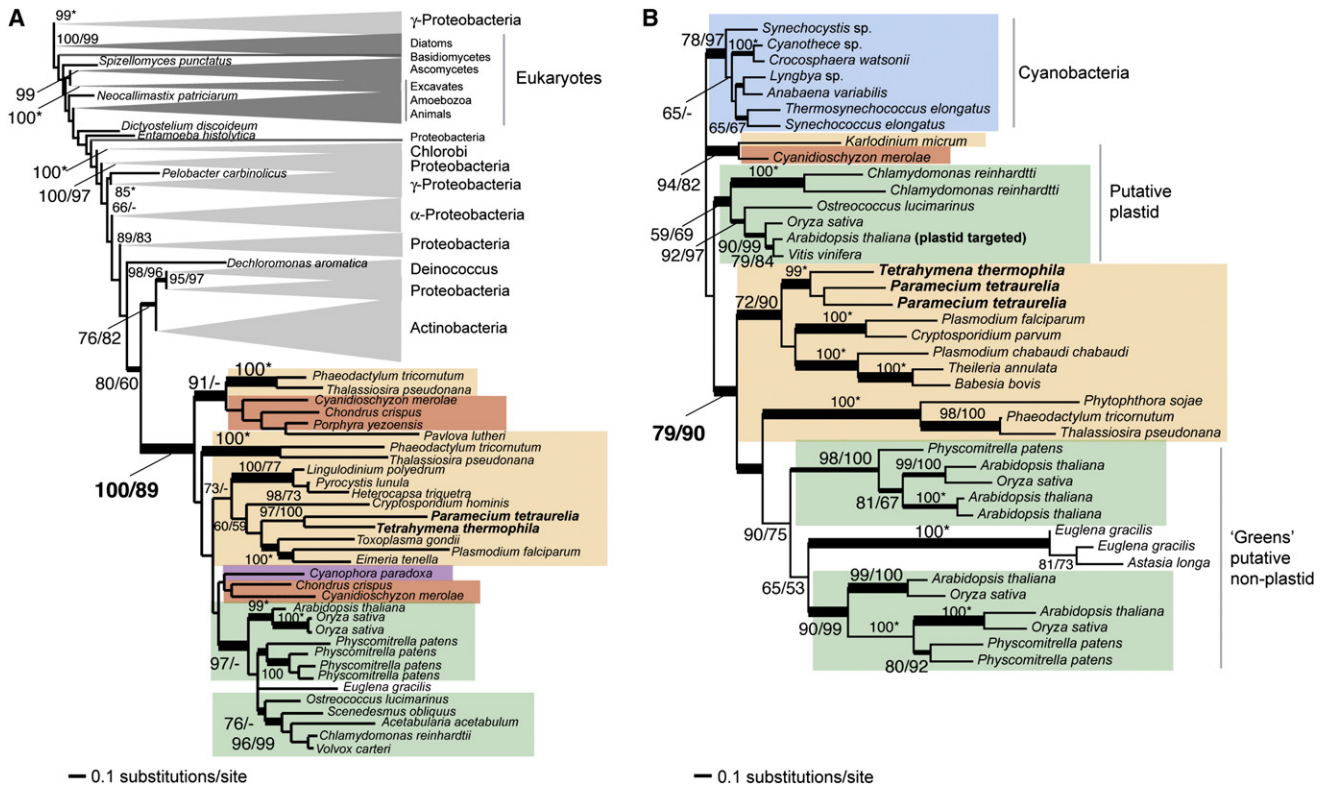 A
99*
γ-Proteobacteria
100/99
Diatoms
Basidiomycetes
Spizellomyces punctatus
Ascomycetes
Eukaryotes
99
Excavates
100*
Neocallimastix patriciarum
Amoebozoa
Animals
Dictyostelium discoideum
Entamoeba histolytica
Proteobacteria
Chlorobi
100*
Proteobacteria
100/97
Pelobacter carbinolicus
γ-Proteobacteria
85*
66/-
α-Proteobacteria
89/83
Proteobacteria
Dechloromonas aromatica
98/96
95/97
Deinococcus
Proteobacteria
Actinobacteria
76/82
80/60
91/-
100*
Phaeodactylum tricornutum
Thalassiosira pseudonana
Cyanidioschyzon merolae
Chondrus crispus
Porphyra yezoensis
Pavlova lutheri
100*
Phaeodactylum tricornutum
Thalassiosira pseudonana
100/89
100/77
Lingulodinium polyedrum
Pyrocystis lunula
73/-
Heterocapsa triquetra
98/73
Cryptosporidium hominis
60/59
97/100
Paramecium tetraurelia
Tetrahymena thermophila
Toxoplasma gondii
Plasmodium falciparum
100*
Eimeria tenella
Cyanophora paradoxa
Chondrus crispus
Cyanidioschyzon merolae
99*
Arabidopsis thaliana
100*
Oryza sativa
Oryza sativa
Physcomitrella patens
97/-
Physcomitrella patens
100
Physcomitrella patens
Physcomitrella patens
Euglena gracilis
Ostreococcus lucimarinus
Scenedesmus obliquus
76/-
Acetabularia acetabulum
96/99
Chlamydomonas reinhardtii
Volvox carteri
0.1 substitutions/site
B
78/97
Synechocystis sp.
100*
Cyanothece sp.
Crocosphaera watsonii
Lyngbya sp.
Anabaena variabilis
Cyanobacteria
65/-
Thermosynechococcus elongatus
65/67
Synechococcus elongatus
Karlodinium micrum
Cyanidioschyzon merolae
94/82
100*
Chlamydomonas reinhardtti
Chlamydomonas reinhardtti
Putative
plastid
Ostreococcus lucimarinus
59/69
Oryza sativa
92/97
90/99
Arabidopsis thaliana (plastid targeted)
79/84
Vitis vinifera
99*
Tetrahymena thermophila
Paramecium tetraurelia
72/90
Paramecium tetraurelia
100*
Plasmodium falciparum
Cryptosporidium parvum
100*
Plasmodium chabaudi chabaudi
100*
Theileria annulata
Babesia bovis
100*
Phytophthora sojae
98/100
Phaeodactylum tricornutum
Thalassiosira pseudonana
79/90
98/100
Physcomitrella patens
99/100
Arabidopsis thaliana
Oryza sativa
81/67
100*
Arabidopsis thaliana
Arabidopsis thaliana
90/75
100*
Euglena gracilis
Euglena gracilis
81/73
Astasia longa
'Greens'
putative
non-plastid
65/53
99/100
Arabidopsis thaliana
Oryza sativa
90/99
100*
Arabidopsis thaliana
Oryza sativa
100*
Physcomitrella patens
80/92
Physcomitrella patens
0.1 substitutions/site